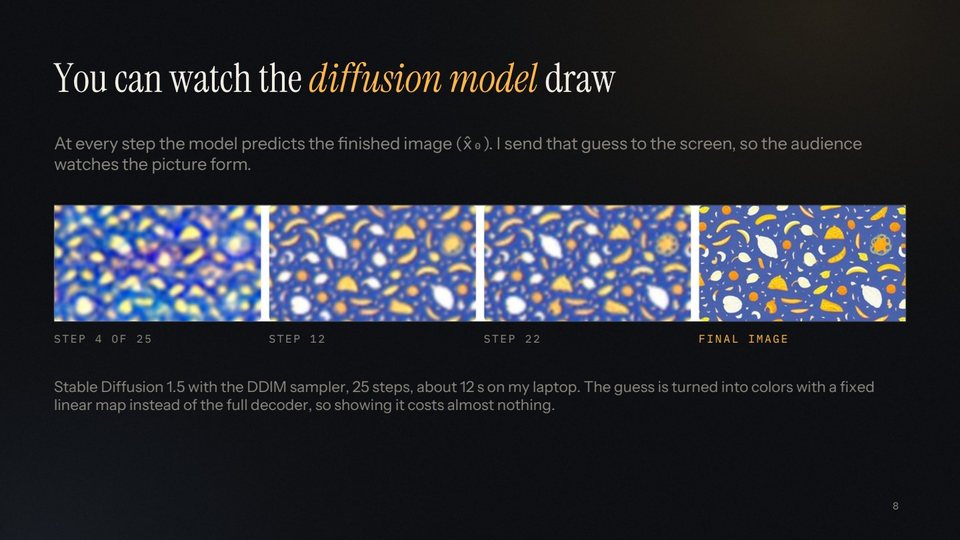 You can watch the diffusion model draw
At every step the model predicts the finished image (x̂₀). I send that guess to the screen, so the audience
watches the picture form.
STEP 4 OF 25
STEP 12
STEP 22
FINAL IMAGE
Stable Diffusion 1.5 with the DDIM sampler, 25 steps, about 12 s on my laptop. The guess is turned into colors with a fixed
linear map instead of the full decoder, so showing it costs almost nothing.
8